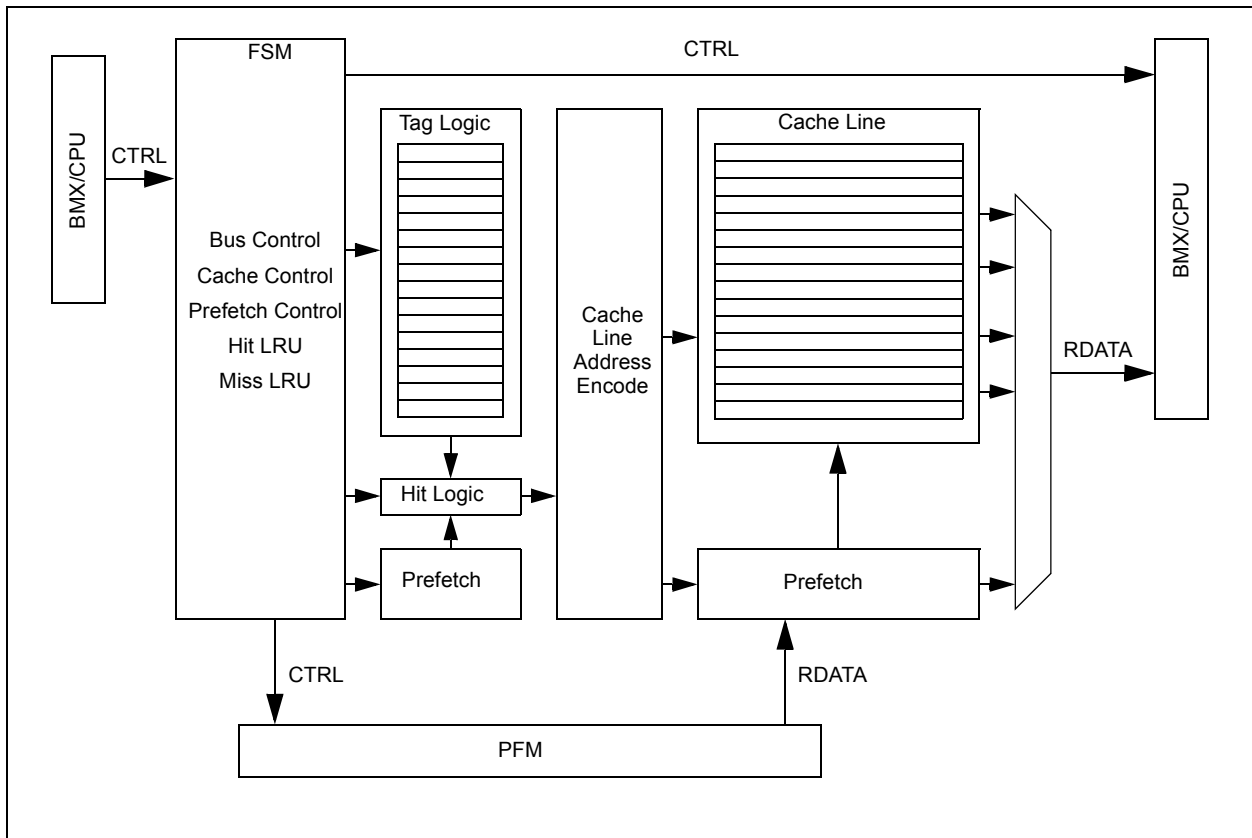 FSM
CTRL
BMX/CPU
CTRL
Tag Logic
Cache Line
BMX/CPU
Bus Control
Cache Control
Prefetch Control
Hit LRU
Miss LRU
Cache
Line
Address
Encode
RDATA
Hit Logic
Prefetch
Prefetch
CTRL
RDATA
PFM